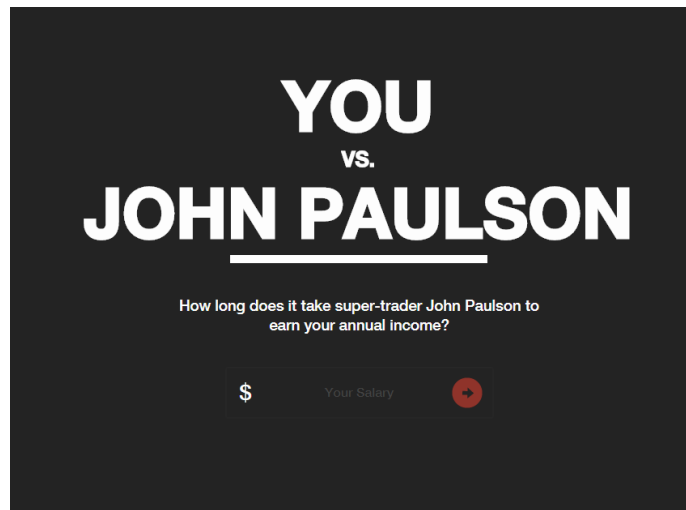 YOU
vs.
JOHN PAULSON
How long does it take super-trader John Paulson to
earn your annual income?
$ Your Salary